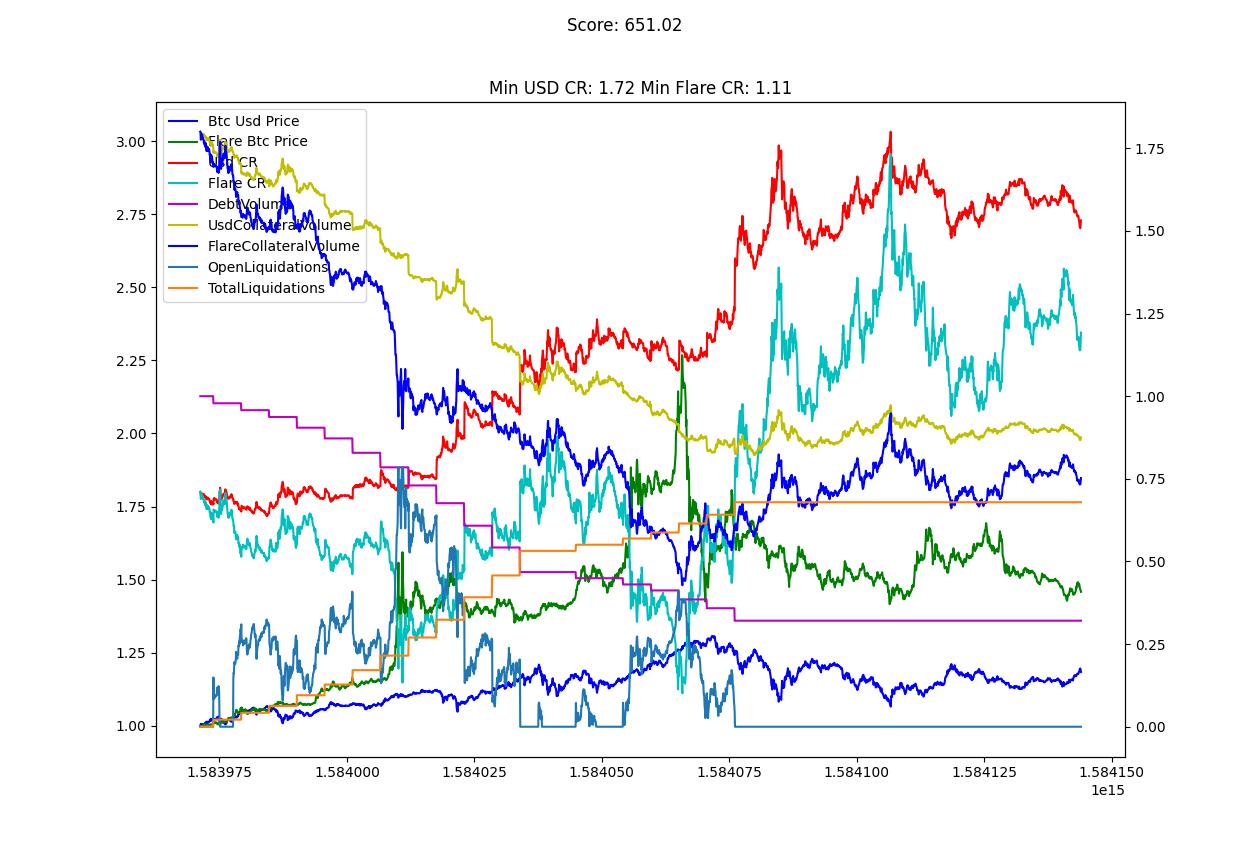 Score: 651.02
Min USD CR: 1.72 Min Flare CR: 1.11
Btc Usd Price
Flare Btc Price
Usd CR
Flare CR
DebtVolume
UsdCollateralVolume
FlareCollateralVolume
OpenLiquidations
TotalLiquidations
3.00
2.75
2.50
2.25
2.00
1.75
1.50
1.25
1.00
1.75
1.50
1.25
1.00
0.75
0.50
0.25
0.00
1.583975 1.584000 1.584025 1.584050 1.584075 1.584100 1.584125 1.584150
1e15